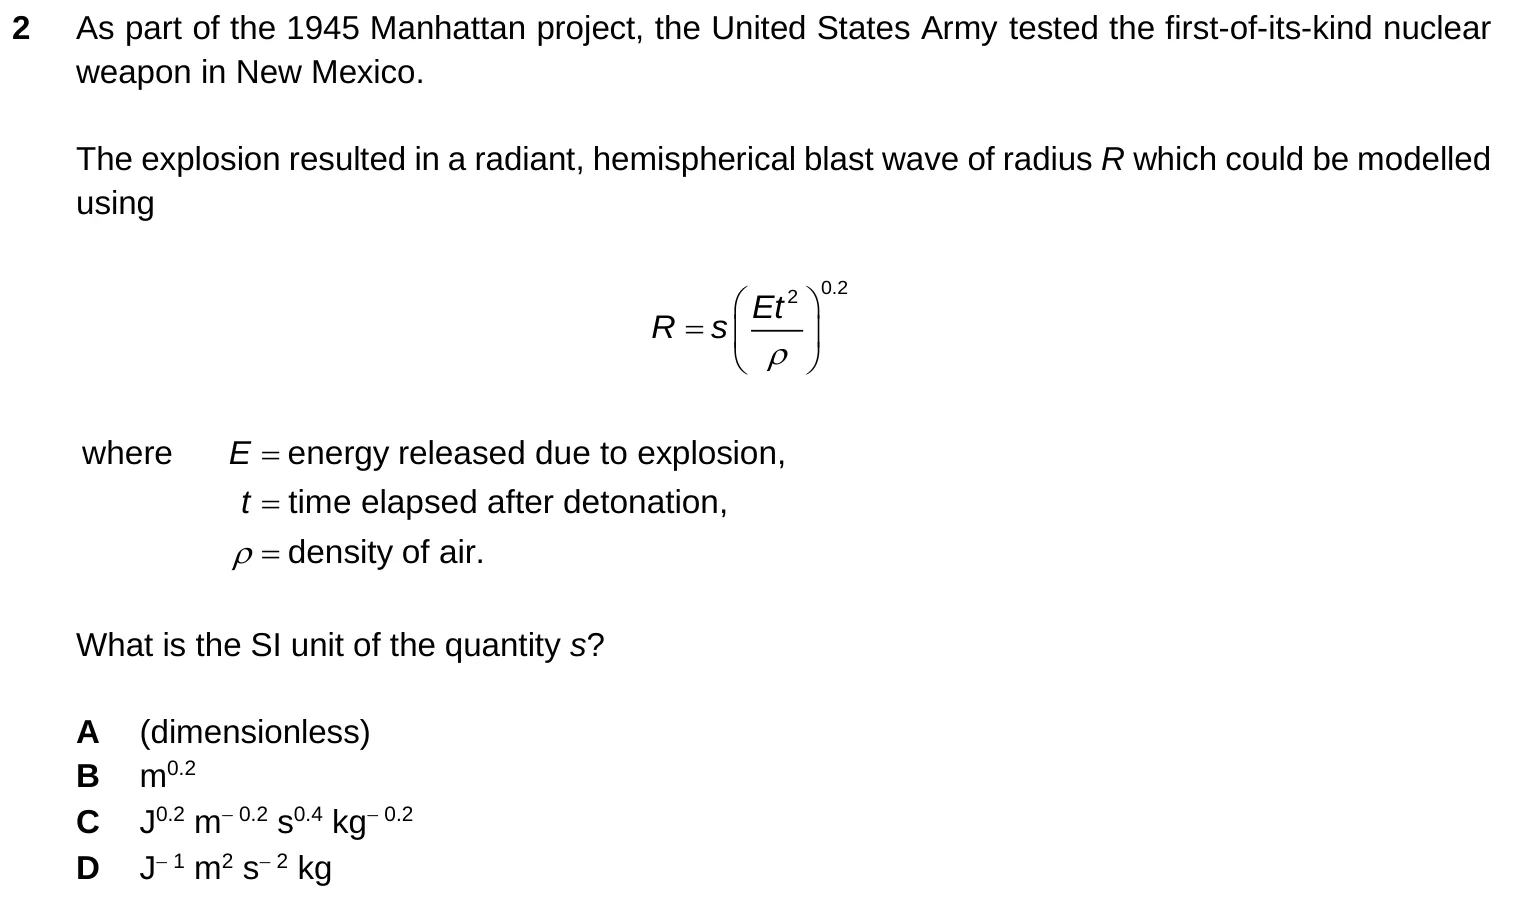 2 As part of the 1945 Manhattan project, the United States Army tested the first-of-its-kind nuclear
weapon in New Mexico.
The explosion resulted in a radiant, hemispherical blast wave of radius R which could be modelled
using
R = s(Et²/ρ)^0.2
where E = energy released due to explosion,
t = time elapsed after detonation,
ρ = density of air.
What is the SI unit of the quantity s?
A (dimensionless)
B m^0.2
C J^0.2 m^– 0.2 s^0.4 kg^– 0.2
D J^– 1 m² s^– 2 kg